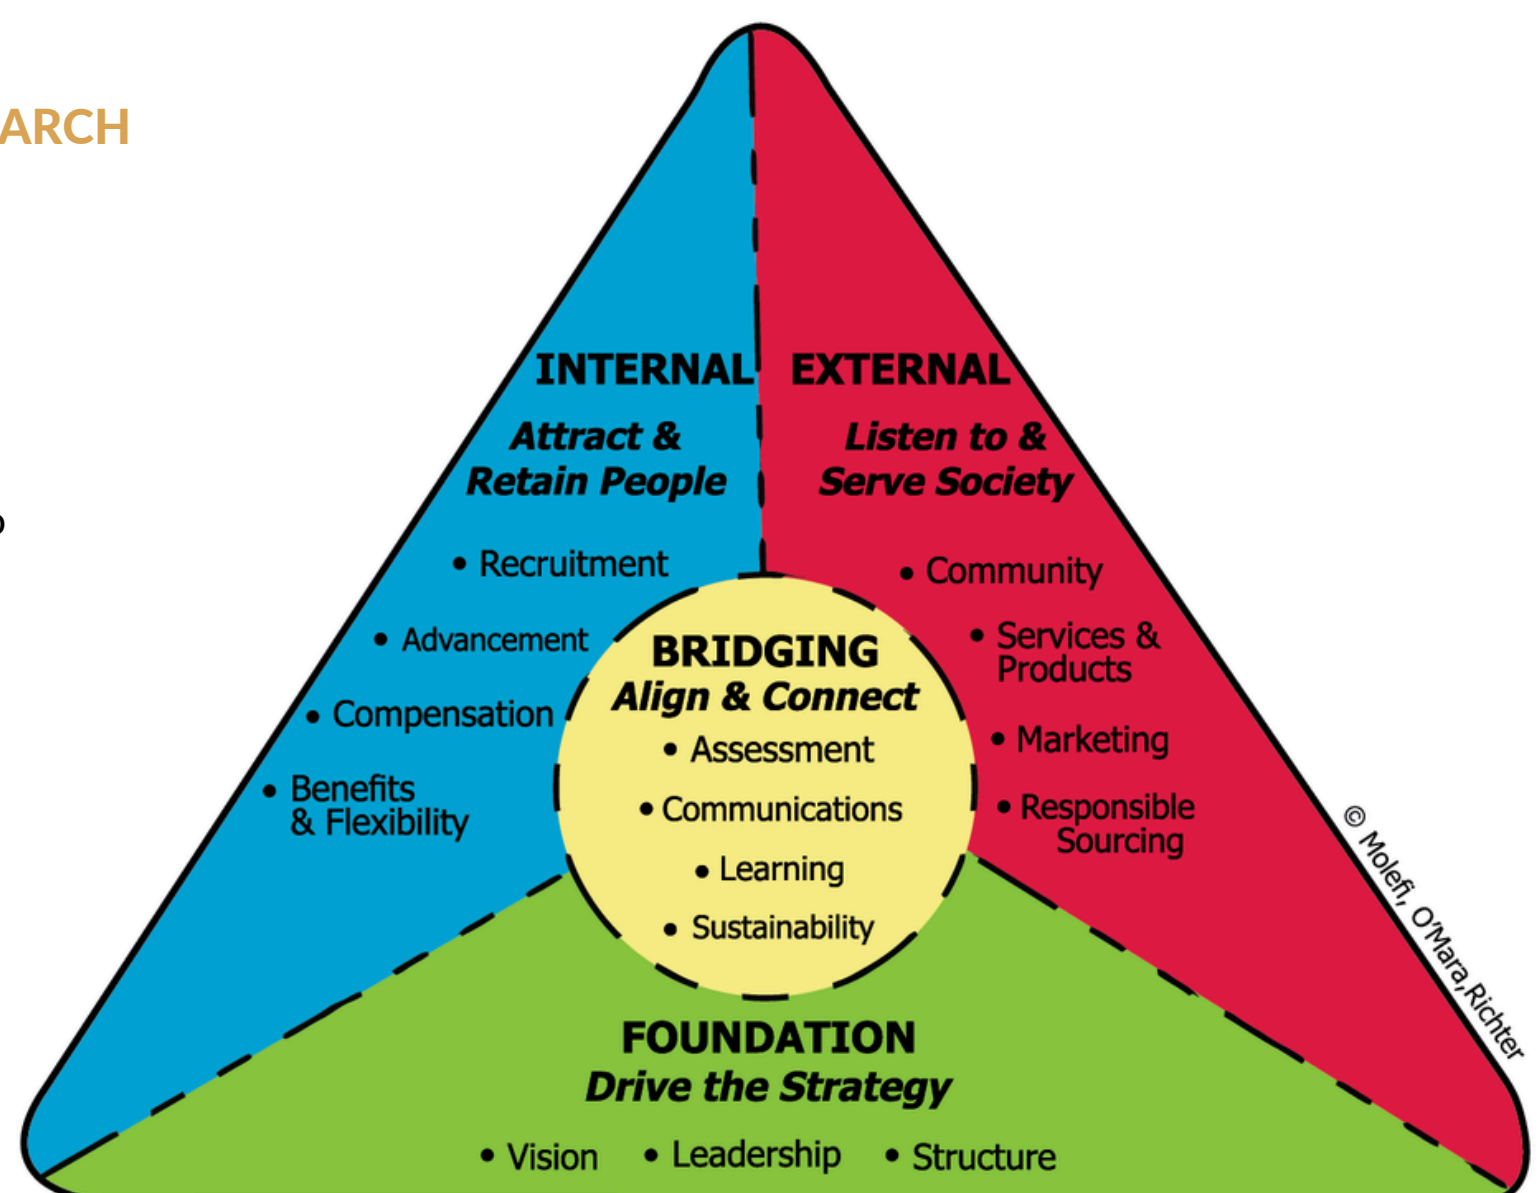 ARCH
INTERNAL
Attract &
Retain People
• Recruitment
• Advancement
• Compensation
• Benefits
& Flexibility
EXTERNAL
Listen to &
Serve Society
• Community
• Services &
Products
• Marketing
• Responsible
Sourcing
BRIDGING
Align & Connect
• Assessment
• Communications
• Learning
• Sustainability
FOUNDATION
Drive the Strategy
• Vision • Leadership • Structure
© Molefi, O'Mara,Richter